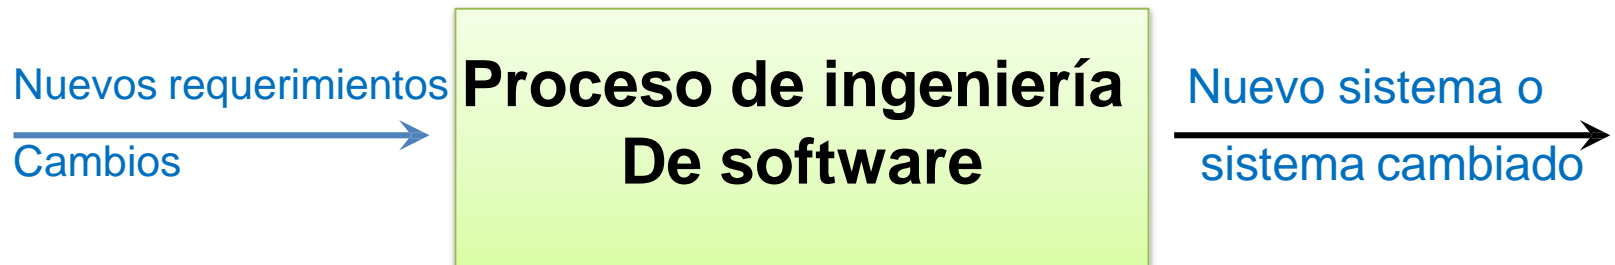 Nuevos requerimientos
Cambios
Proceso de ingeniería
De software
Nuevo sistema o
sistema cambiado